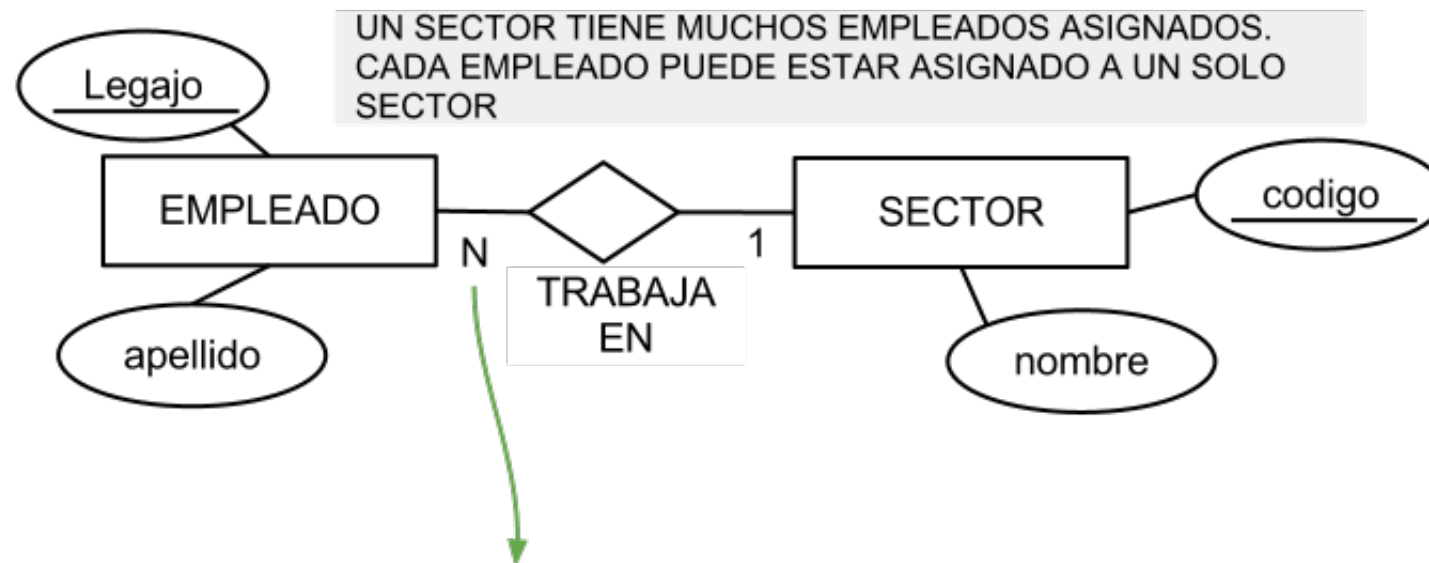 UN SECTOR TIENE MUCHOS EMPLEADOS ASIGNADOS.
CADA EMPLEADO PUEDE ESTAR ASIGNADO A UN SOLO
SECTOR
Legajo
EMPLEADO
apellido
N
TRABAJA
EN
1
SECTOR
codigo
nombre